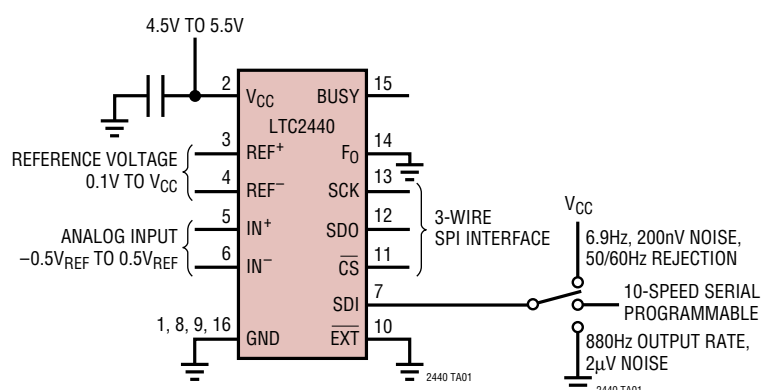 4.5V TO 5.5V
2
VCC
BUSY
15
LTC2440
3
REF+
FO
14
REFERENCE VOLTAGE
0.1V TO VCC
4
REF−
SCK
13
3-WIRE
SPI INTERFACE
5
IN+
SDO
12
ANALOG INPUT
−0.5VREF TO 0.5VREF
6
IN−
CS
11
SDI
7
1, 8, 9, 16
GND
EXT
10
VCC
6.9Hz, 200nV NOISE,
50/60Hz REJECTION
10-SPEED SERIAL
PROGRAMMABLE
880Hz OUTPUT RATE,
2µV NOISE
2440 TA01
2440 TA01